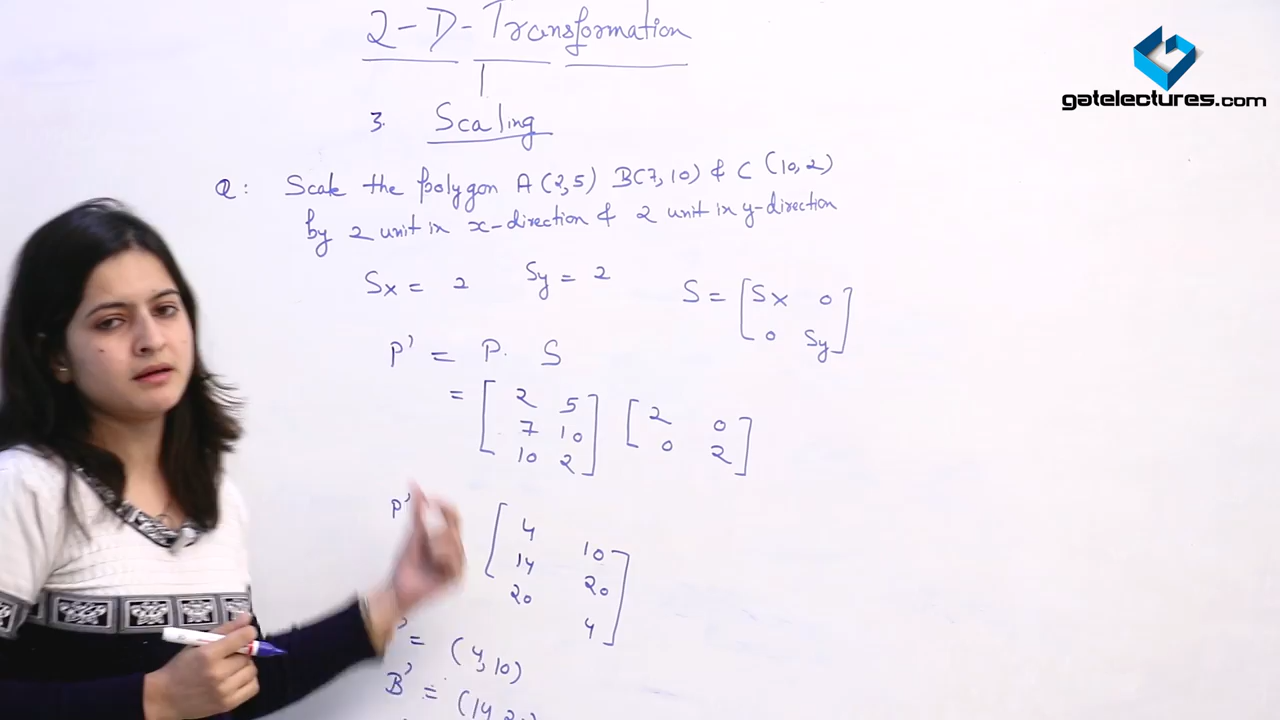 2-D-Transformation
gatelectures.com
3. Scaling
Q: Scale the polygon A (2,5) B(7,10) & C (10,2)
by 2 unit in x-direction & 2 unit in y-direction
Sx = 2 Sy = 2 S = [Sx 0
0 Sy]
P' = P. S
= [2 5 [2 0
7 10 0 2]
10 2]
P' [4 10
14 20
20 4]
' = (4,10)
B' = (14,2